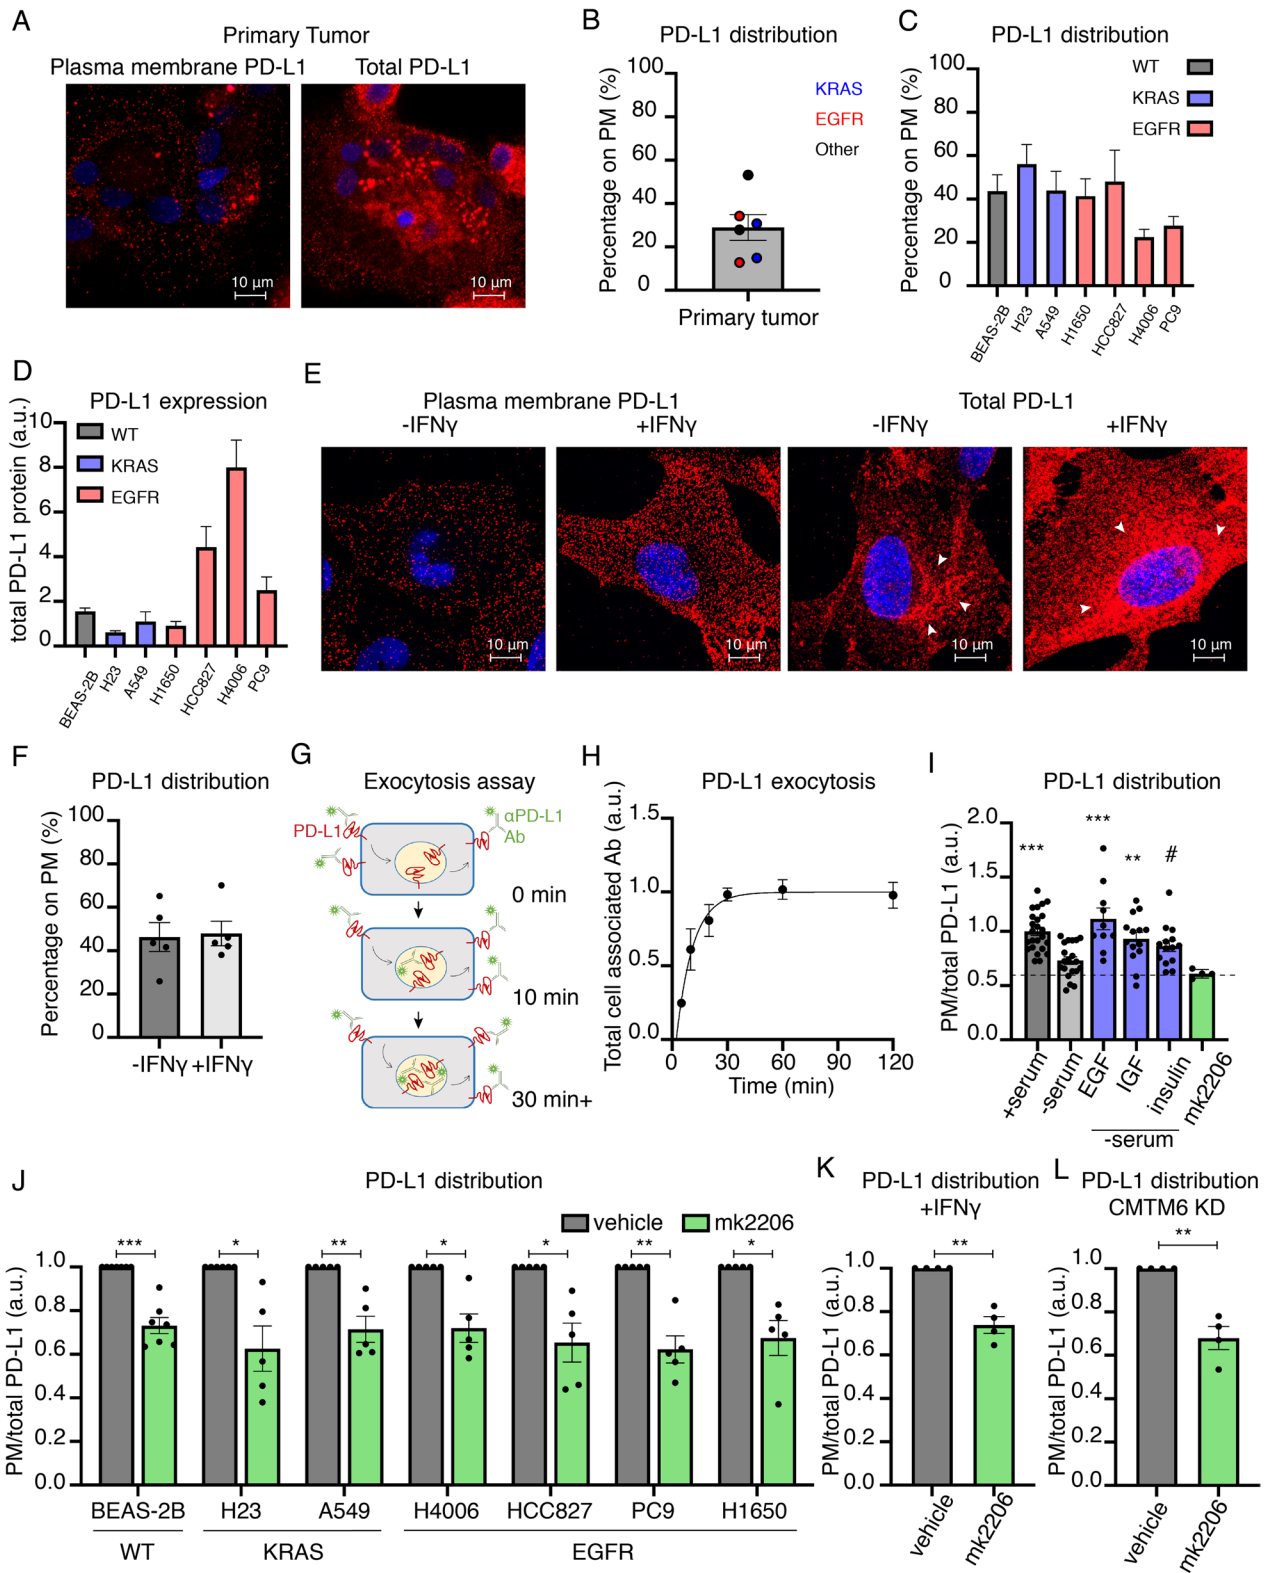 A
Primary Tumor
Plasma membrane PD-L1
Total PD-L1
10 µm
10 µm
B
PD-L1 distribution
Percentage on PM (%)
100
80
60
40
20
0
KRAS
EGFR
Other
Primary tumor
C
PD-L1 distribution
Percentage on PM (%)
100
80
60
40
20
0
WT
KRAS
EGFR
BEAS-2B
H23
A549
H1650
HCC827
H4006
PC9
D
PD-L1 expression
total PD-L1 protein (a.u.)
10
8
6
4
2
0
WT
KRAS
EGFR
BEAS-2B
H23
A549
H1650
HCC827
H4006
PC9
E
Plasma membrane PD-L1
Total PD-L1
-IFNγ
+IFNγ
-IFNγ
+IFNγ
10 µm
10 µm
10 µm
10 µm
F
PD-L1 distribution
Percentage on PM (%)
100
80
60
40
20
0
-IFNγ
+IFNγ
G
Exocytosis assay
PD-L1
αPD-L1
Ab
0 min
10 min
30 min+
H
PD-L1 exocytosis
Total cell associated Ab (a.u.)
1.5
1.0
0.5
0.0
0
30
60
90
120
Time (min)
I
PD-L1 distribution
PM/total PD-L1 (a.u.)
2.0
1.5
1.0
0.5
0.0
***
***
**
#
+serum
-serum
EGF
IGF
insulin
mk2206
-serum
J
PD-L1 distribution
vehicle
mk2206
PM/total PD-L1 (a.u.)
1.0
0.8
0.6
0.4
0.2
0.0
***
*
**
*
*
**
*
BEAS-2B
H23
A549
H4006
HCC827
PC9
H1650
WT
KRAS
EGFR
K
PD-L1 distribution
+IFNγ
PM/total PD-L1 (a.u.)
1.0
0.8
0.6
0.4
0.2
0.0
**
vehicle
mk2206
L
PD-L1 distribution
CMTM6 KD
PM/total PD-L1 (a.u.)
1.0
0.8
0.6
0.4
0.2
0.0
**
vehicle
mk2206